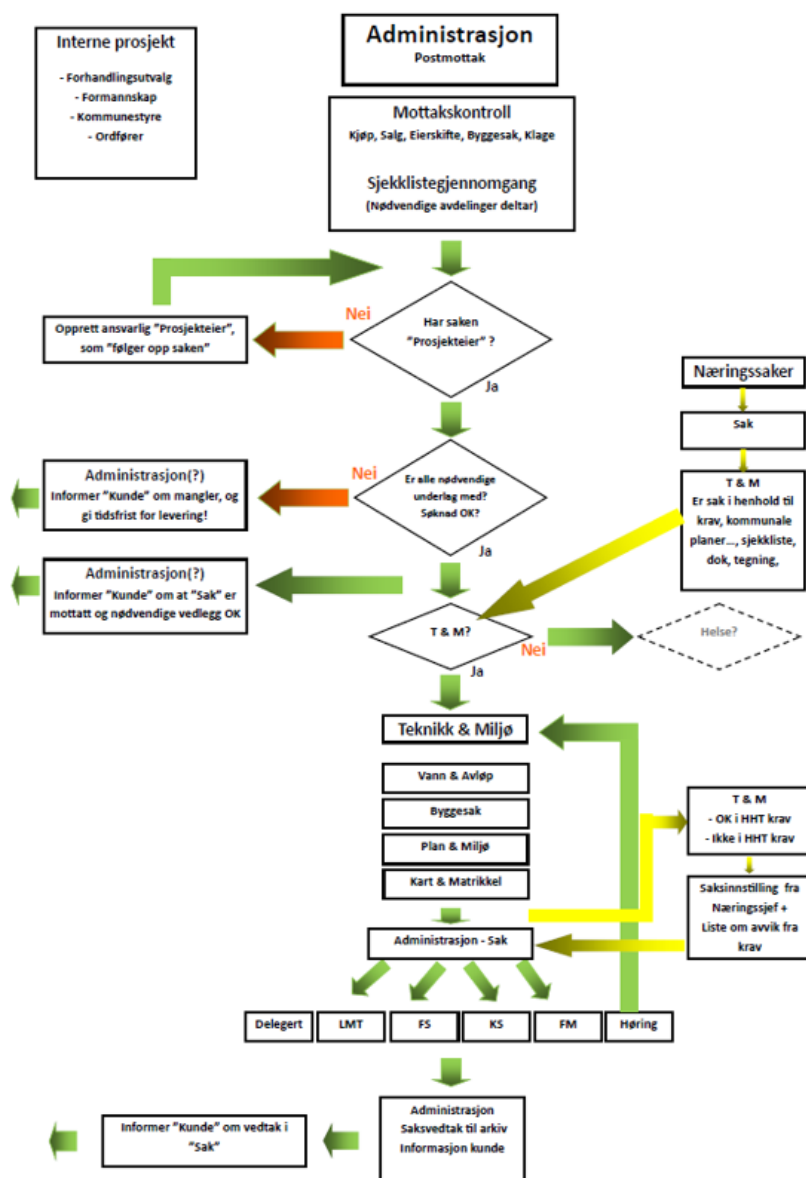 Interne prosjekt
- Forhandlingsutvalg
- Formannskap
- Kommunestyre
- Ordfører
Administrasjon
Postmottak
Mottakskontroll
Kjøp, Salg, Eierskifte, Byggesak, Klage
Sjekklistegjennomgang
(Nødvendige avdelinger deltar)
Nei
Opprett ansvarlig "Prosjekteier",
som "følger opp saken"
Har saken
"Prosjekteier" ?
Ja
Næringssaker
Sak
T & M
Er sak i henhold til
krav, kommunale
planer..., sjekkliste,
dok, tegning,
Nei
Administrasjon(?)
Informer "Kunde" om mangler, og
gi tidsfrist for levering!
Er alle nødvendige
underlag med?
Søknad OK?
Ja
Administrasjon(?)
Informer "Kunde" om at "Sak" er
mottatt og nødvendige vedlegg OK
T & M?
Nei
Ja
Helse?
Teknikk & Miljø
Vann & Avløp
Byggesak
Plan & Miljø
Kart & Matrikkel
T & M
- OK i HHT krav
- Ikke i HHT krav
Saksinnstilling fra
Næringssjef +
Liste om avvik fra
krav
Administrasjon - Sak
Delegert
LMT
FS
KS
FM
Høring
Administrasjon
Saksvedtak til arkiv
Informasjon kunde
Informer "Kunde" om vedtak i
"Sak"